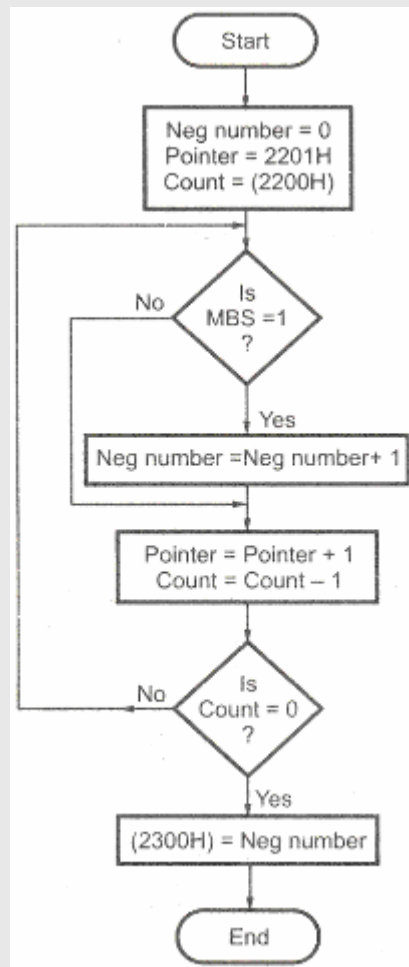 Start
Neg number = 0
Pointer = 2201H
Count = (2200H)
Is
No
MBS =1
?
Yes
Neg number =Neg number+ 1
Pointer = Pointer + 1
Count = Count – 1
Is
No
Count = 0
?
Yes
(2300H) = Neg number
End